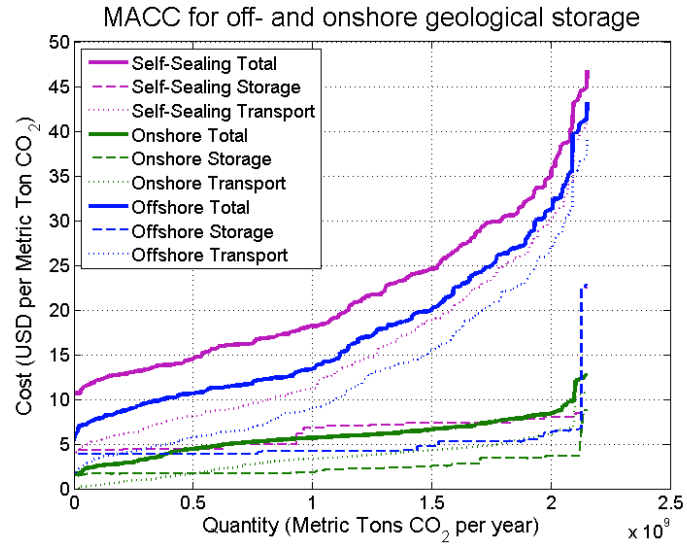 MACC for off- and onshore geological storage
Cost (USD per Metric Ton CO2)
50
45
40
35
30
25
20
15
10
5
0
Self-Sealing Total
Self-Sealing Storage
Self-Sealing Transport
Onshore Total
Onshore Storage
Onshore Transport
Offshore Total
Offshore Storage
Offshore Transport
0 0.5 1 1.5 2 2.5
Quantity (Metric Tons CO2 per year)
x 10^9